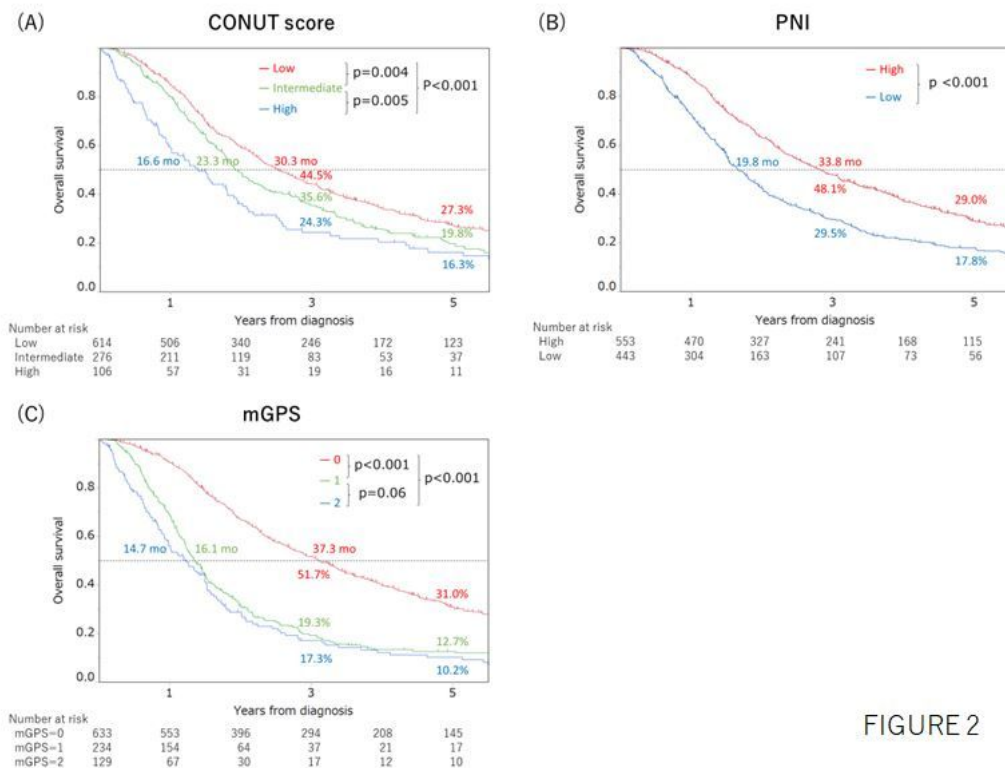 (A) CONUT score
0.8
0.6
0.4
0.2
0.0
Overall survival
Low
Intermediate
High
p=0.004
p=0.005
P<0.001
16.6 mo 23.3 mo 30.3 mo
44.5%
35.6%
24.3%
27.3%
19.8%
16.3%
1 3 5
Years from diagnosis
Number at risk
Low 614 506 340 246 172 123
Intermediate 276 211 119 83 53 37
High 106 57 31 19 16 11
(B) PNI
0.8
0.6
0.4
0.2
0.0
Overall survival
High
Low
p <0.001
19.8 mo 33.8 mo
48.1%
29.5%
29.0%
17.8%
1 3 5
Years from diagnosis
Number at risk
High 553 470 327 241 168 115
Low 443 304 163 107 73 56
(C) mGPS
0.8
0.6
0.4
0.2
0.0
Overall survival
0
1
2
p<0.001
p=0.06
p<0.001
14.7 mo 16.1 mo 37.3 mo
51.7%
19.3%
17.3%
31.0%
12.7%
10.2%
1 3 5
Years from diagnosis
Number at risk
mGPS=0 633 553 396 294 208 145
mGPS=1 234 154 64 37 21 17
mGPS=2 129 67 30 17 12 10
FIGURE 2